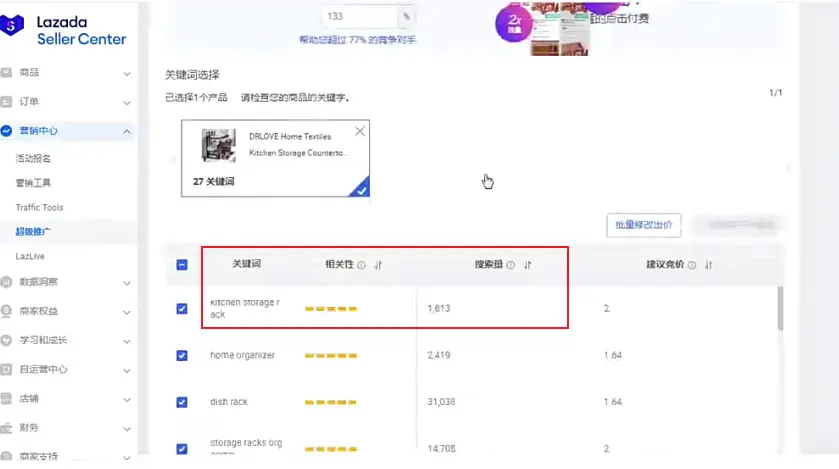 Lazada
Seller Center
133 %
帮助您超过 77% 的竞争对手
2x
流量
的点击付费
商品
订单
营销中心
活动报名
营销工具
Traffic Tools
超级推广
LazLive
数据洞察
商家权益
学习和成长
自运营中心
店铺
财务
商家支持
关键词选择
已选择1个产品 请检查您的商品的关键字。
1/1
DRLOVE Home Textiles
Kitchen Storage Counterto...
27 关键词
批量修改出价
关键词 相关性 搜索量 建议竞价
kitchen storage r
ack
1,613 2
home organizer 2,419 1.64
dish rack 31,038 1.64
storage racks org
14,708 2